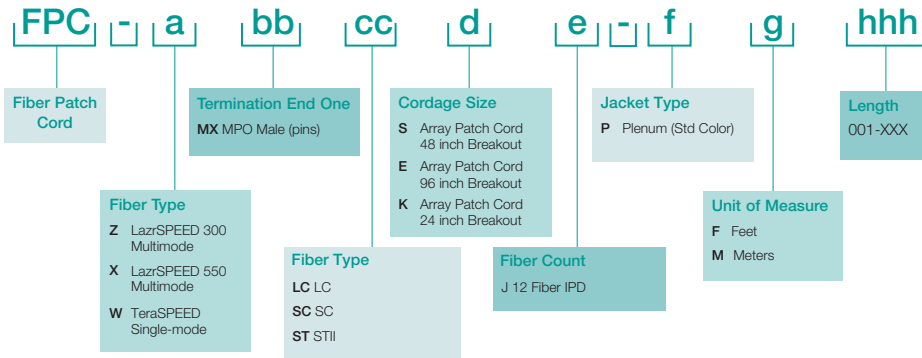 FPC - a bb cc d e - f g hhh
Fiber Patch
Cord
Termination End One
MX MPO Male (pins)
Cordage Size
S Array Patch Cord
48 inch Breakout
E Array Patch Cord
96 inch Breakout
K Array Patch Cord
24 inch Breakout
Jacket Type
P Plenum (Std Color)
Length
001-XXX
Fiber Type
Z LazrSPEED 300
Multimode
X LazrSPEED 550
Multimode
W TeraSPEED
Single-mode
Fiber Type
LC LC
SC SC
ST STII
Fiber Count
J 12 Fiber IPD
Unit of Measure
F Feet
M Meters